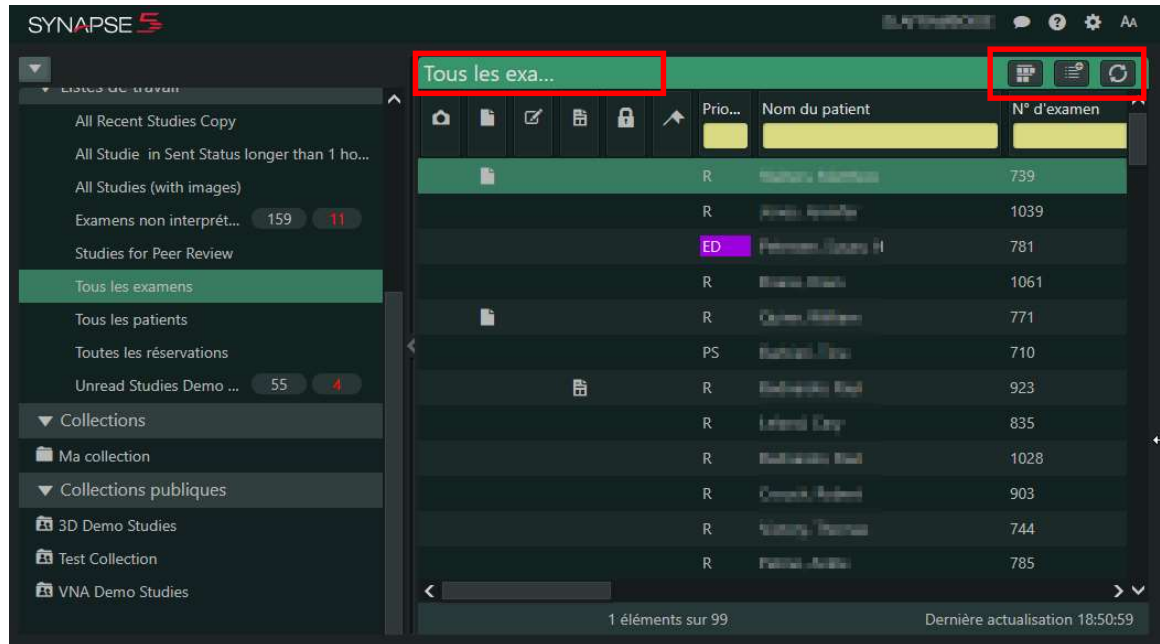 SYNAPSE 5
AA
Listes de travail
All Recent Studies Copy
All Studie in Sent Status longer than 1 ho...
All Studies (with images)
Examens non interprét... 159 11
Studies for Peer Review
Tous les examens
Tous les patients
Toutes les réservations
Unread Studies Demo ... 55 4
Collections
Ma collection
Collections publiques
3D Demo Studies
Test Collection
VNA Demo Studies
Tous les exa...
Prio... Nom du patient N° d'examen
R 739
R 1039
ED 781
R 1061
R 771
PS 710
R 923
R 835
R 1028
R 903
R 744
R 785
1 éléments sur 99 Dernière actualisation 18:50:59